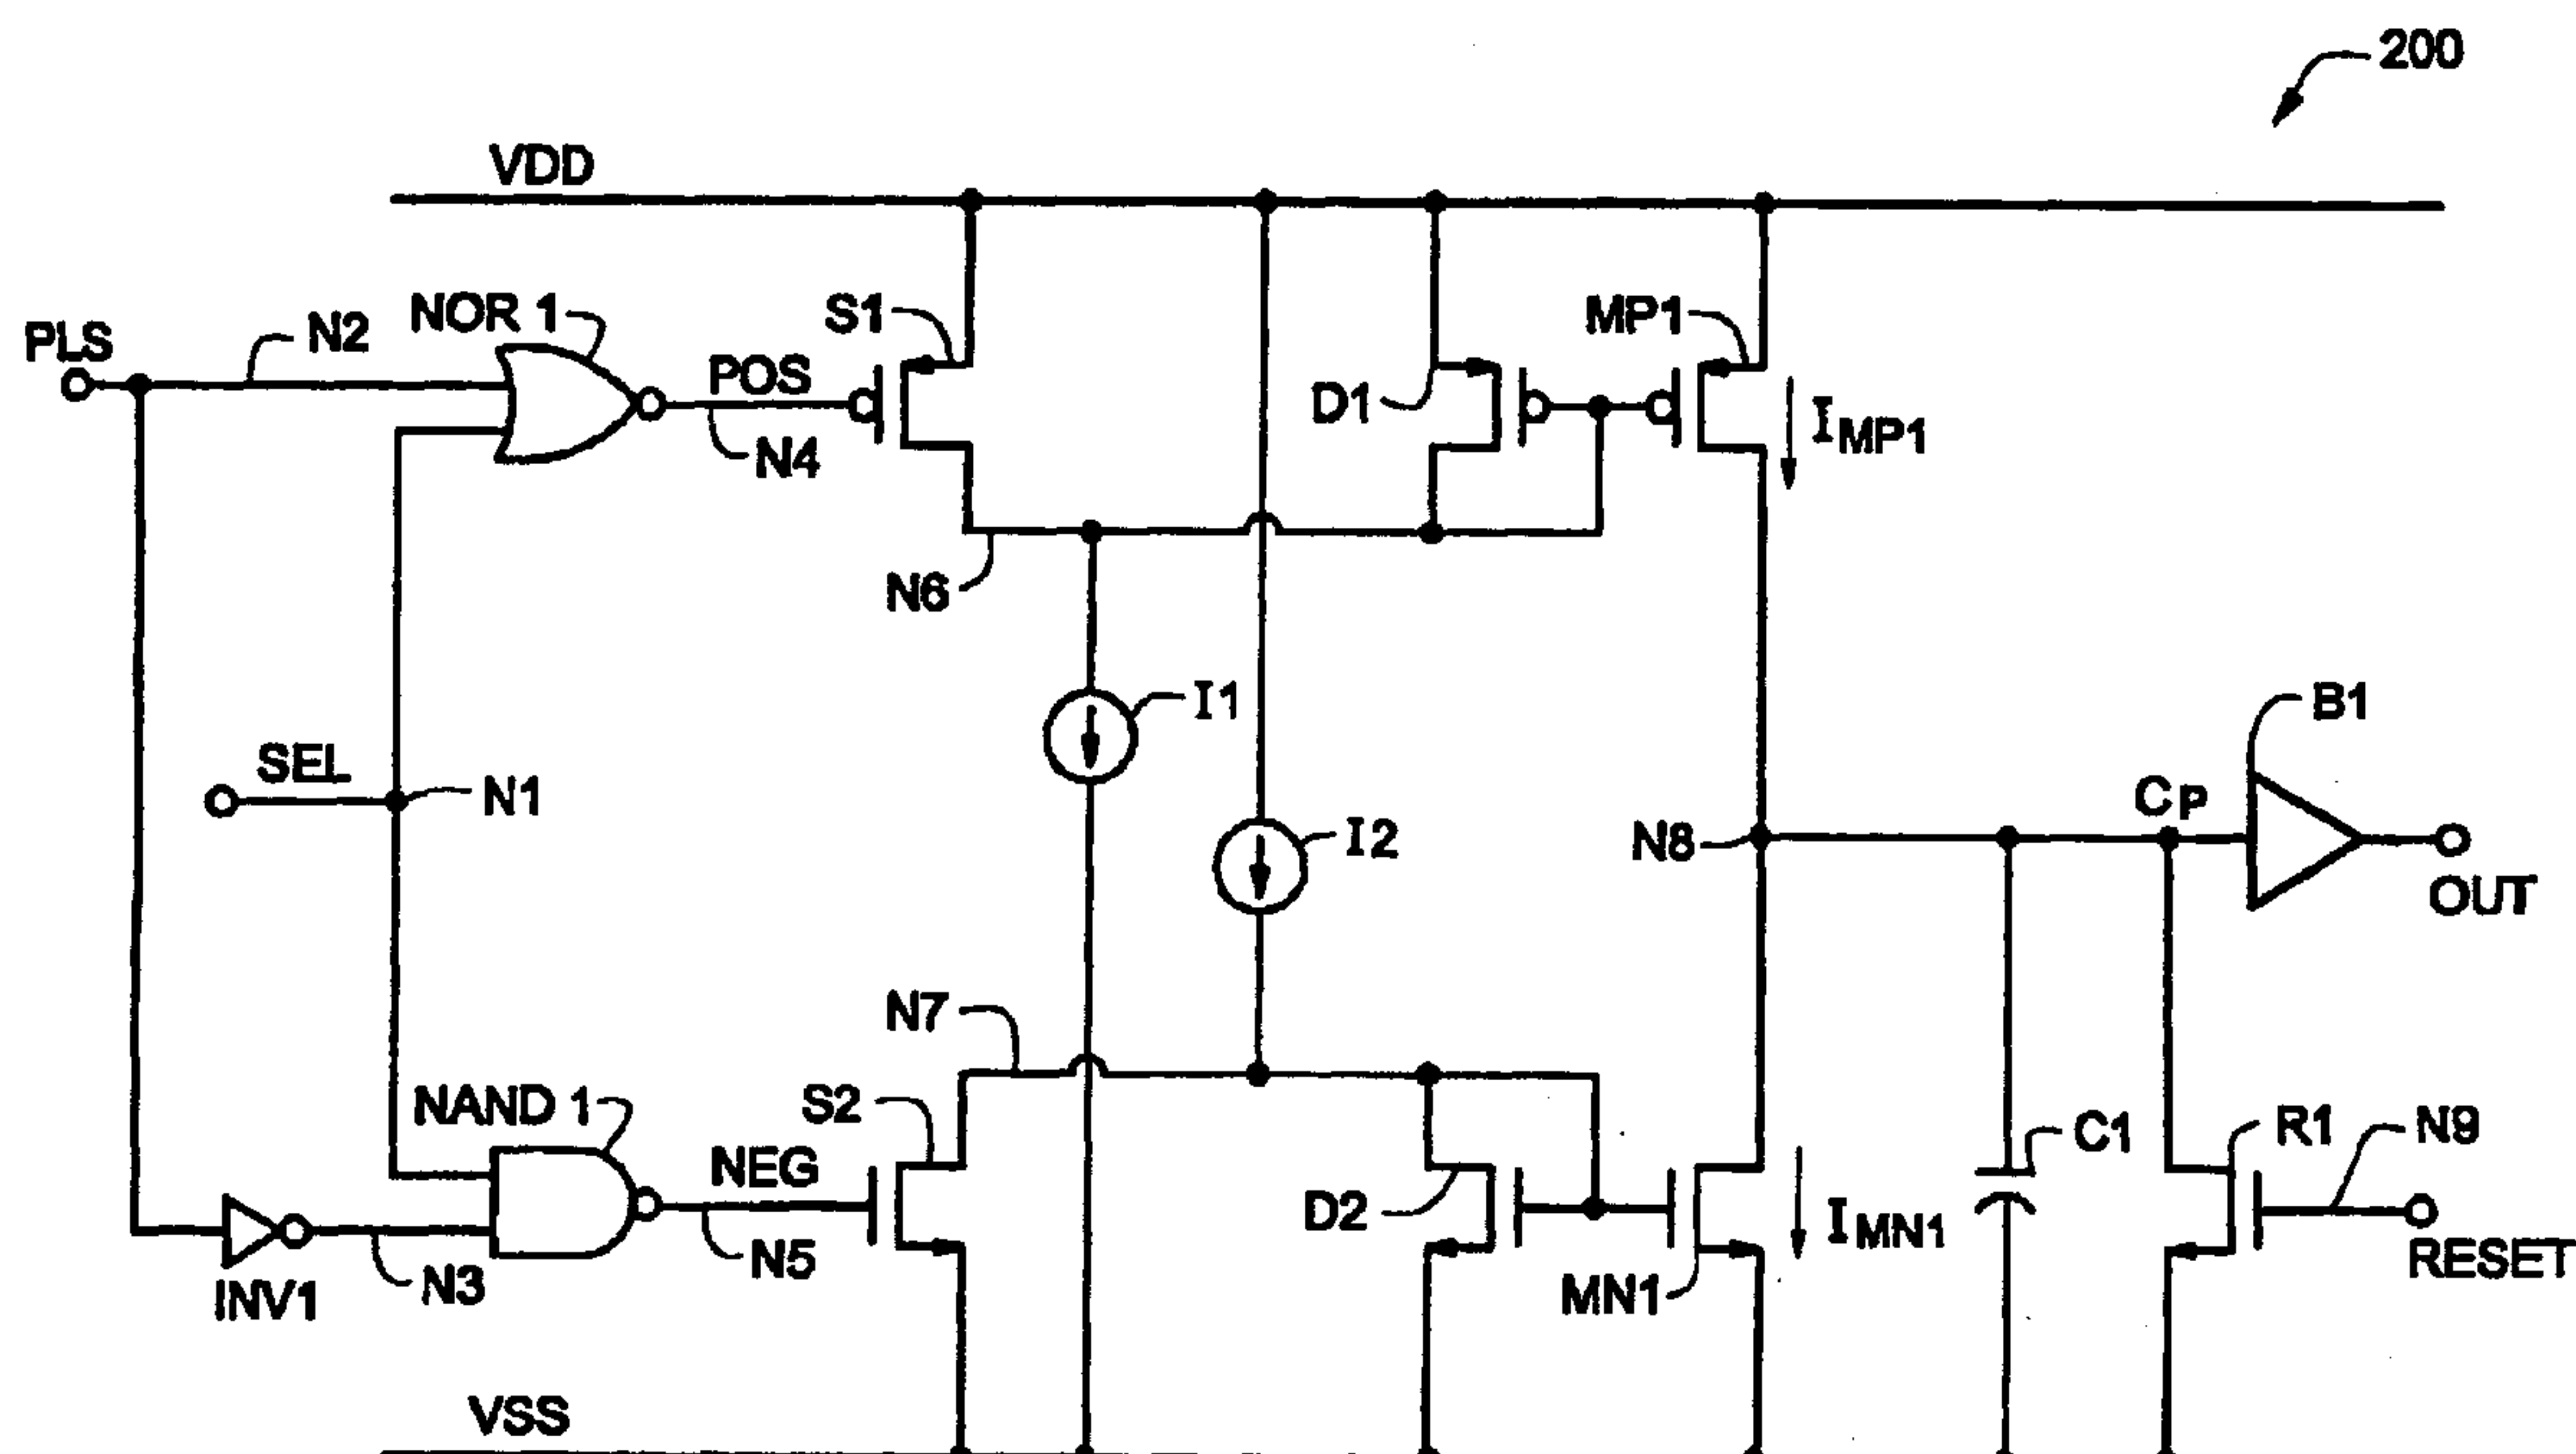 200
VDD
PLS
N2
NOR 1
POS
N4
S1
D1
MP1
IMP1
N6
I1
I2
SEL
N1
N8
CP
B1
OUT
N7
NAND 1
NEG
N5
S2
INV1
N3
D2
MN1
IMN1
C1
R1
N9
RESET
VSS